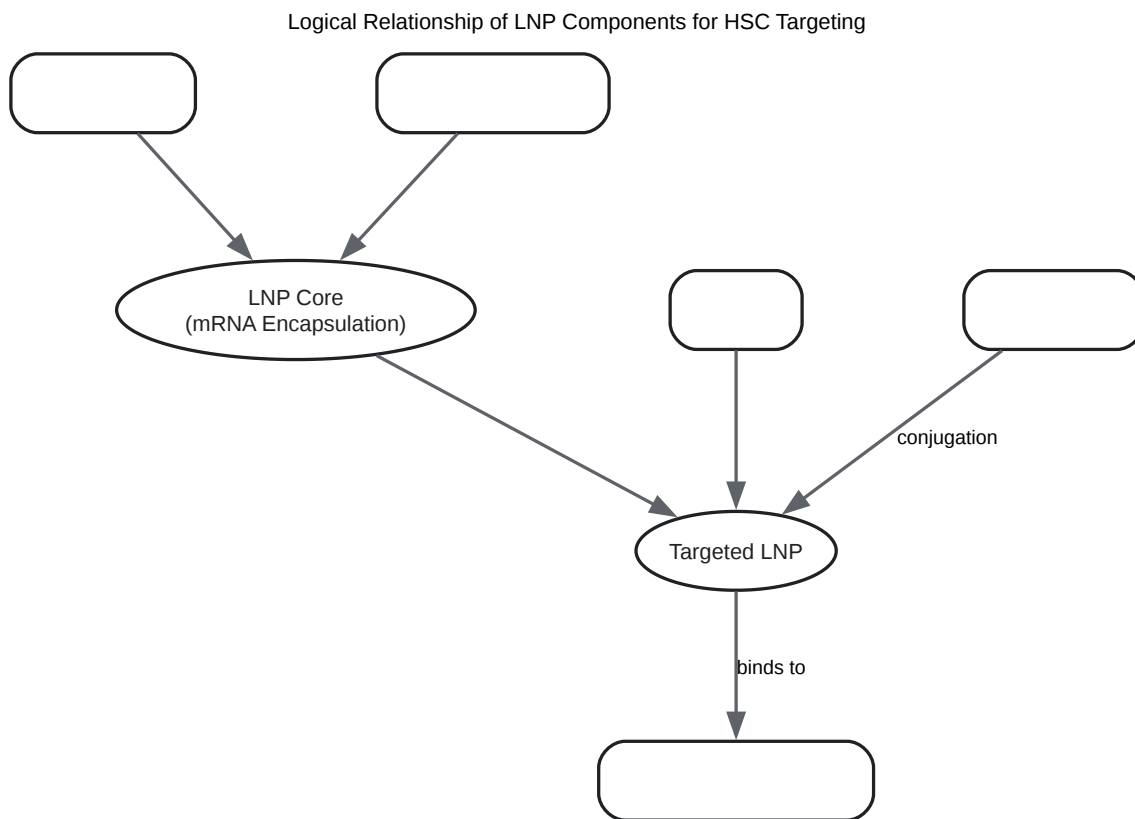 Logical Relationship of LNP Components for HSC Targeting
LNP Core
(mRNA Encapsulation)
conjugation
Targeted LNP
binds to